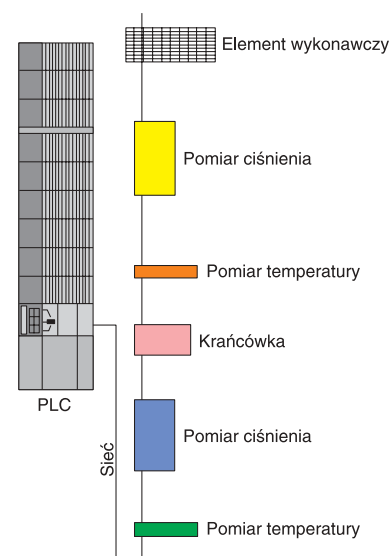 Element wykonawczy
Pomiar ciśnienia
Pomiar temperatury
Krańcówka
PLC
Pomiar ciśnienia
Sieć
Pomiar temperatury